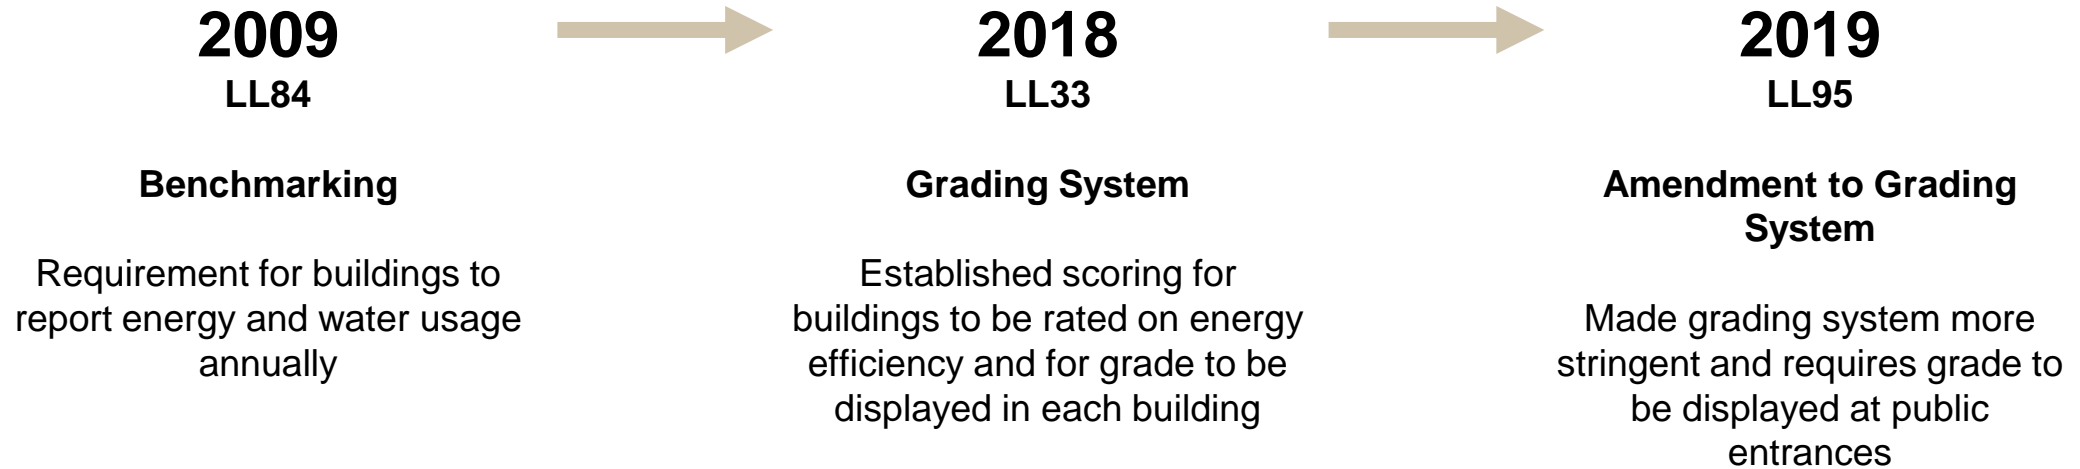 2009
LL84
Benchmarking
Requirement for buildings to
report energy and water usage
annually
2018
LL33
Grading System
Established scoring for
buildings to be rated on energy
efficiency and for grade to be
displayed in each building
2019
LL95
Amendment to Grading
System
Made grading system more
stringent and requires grade to
be displayed at public
entrances